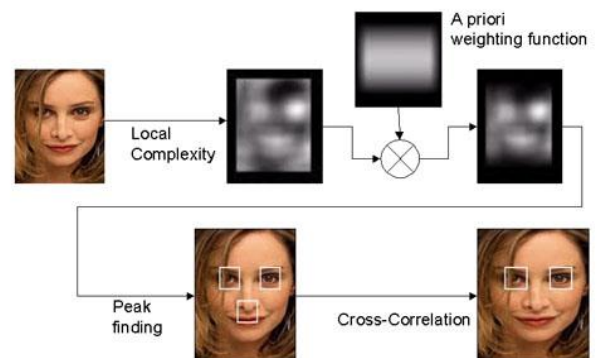 A priori
weighting function
Local
Complexity
Peak
finding
Cross-Correlation